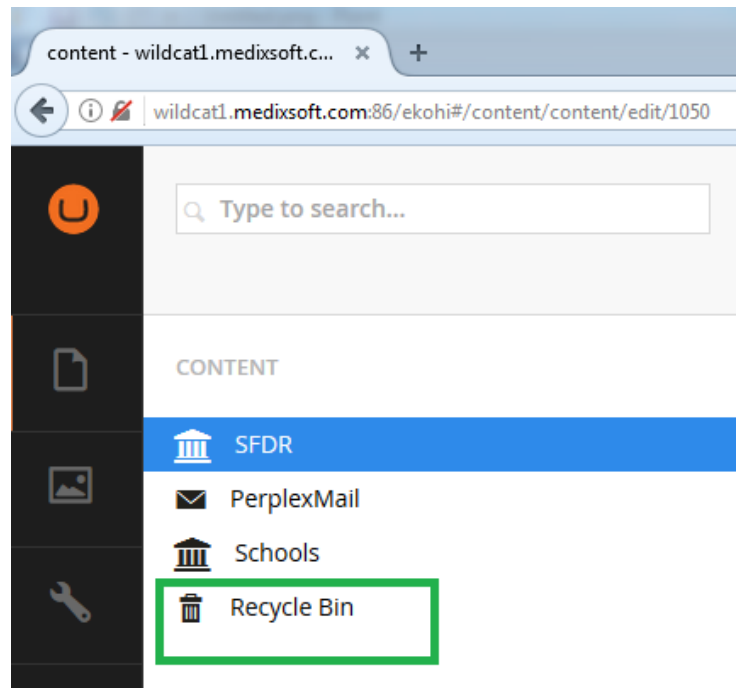 content - wildcat1.medixsoft.c...
wildcat1.medixsoft.com:86/ekohi#/content/content/edit/1050
Type to search...
CONTENT
SFDR
PerplexMail
Schools
Recycle Bin